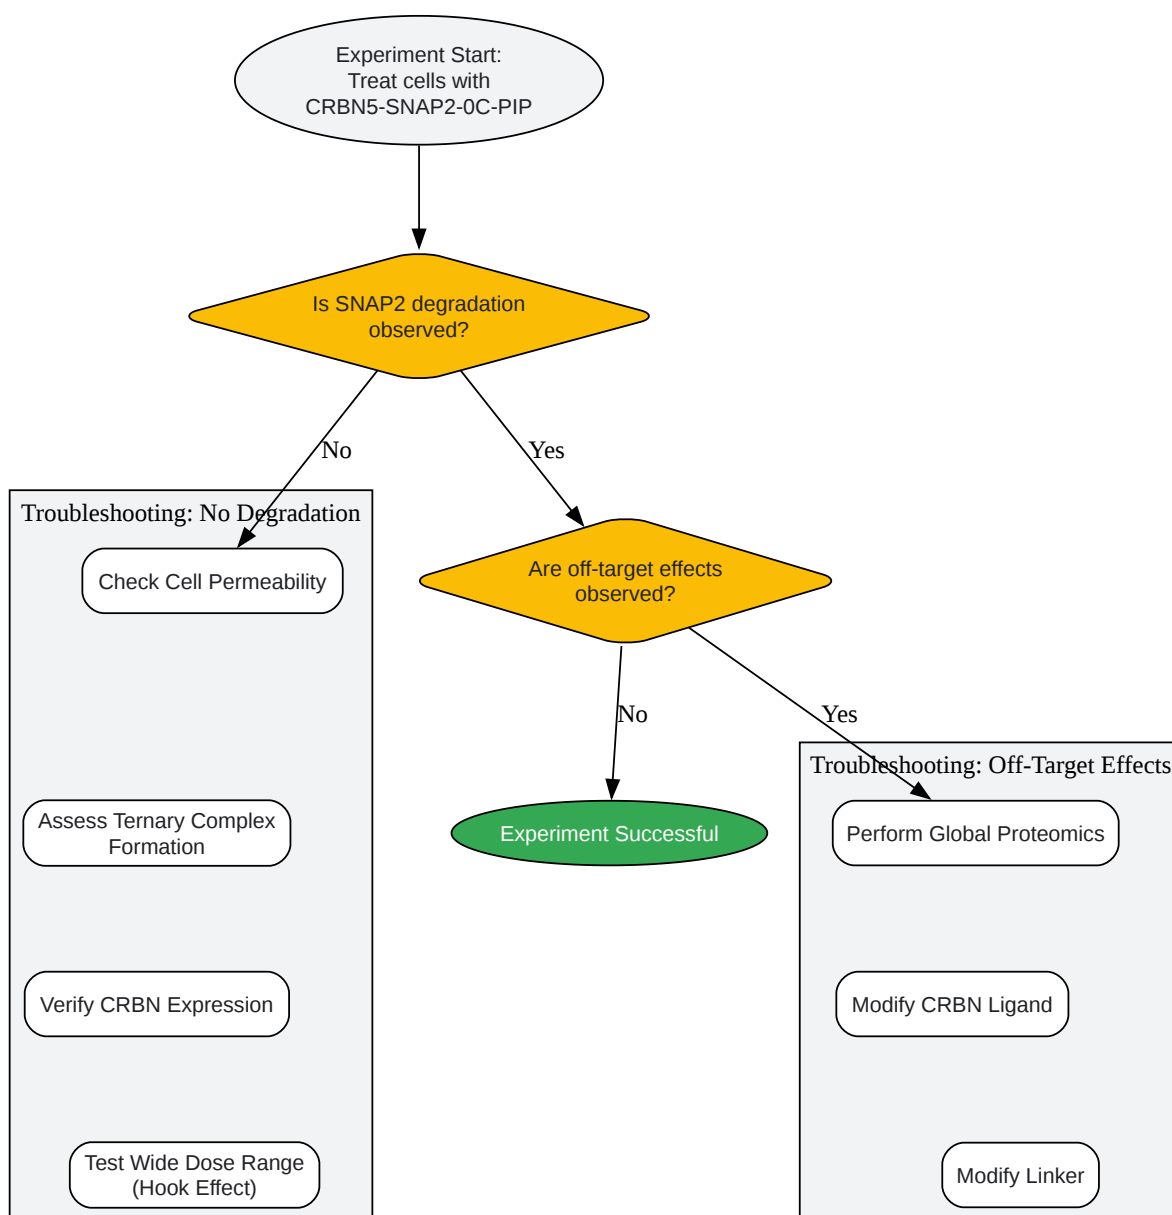 Experiment Start:
Treat cells with
CRBN5-SNAP2-0C-PIP
Is SNAP2 degradation
observed?
No
Yes
Troubleshooting: No Degradation
Check Cell Permeability
Are off-target effects
observed?
No
Yes
Troubleshooting: Off-Target Effects
Assess Ternary Complex
Formation
Experiment Successful
Perform Global Proteomics
Verify CRBN Expression
Modify CRBN Ligand
Test Wide Dose Range
(Hook Effect)
Modify Linker